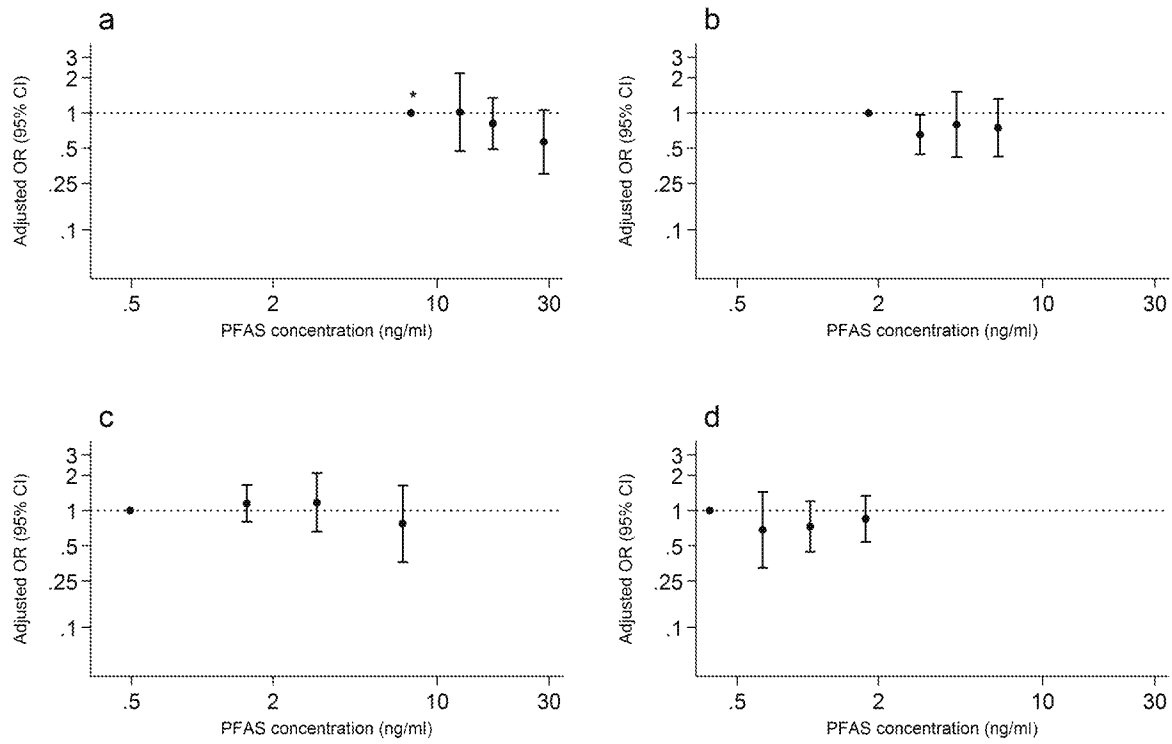 a
3
2
1
.5
.25
.1
Adjusted OR (95% CI)
*
.5 2 10 30
PFAS concentration (ng/ml)
b
3
2
1
.5
.25
.1
Adjusted OR (95% CI)
.5 2 10 30
PFAS concentration (ng/ml)
c
3
2
1
.5
.25
.1
Adjusted OR (95% CI)
.5 2 10 30
PFAS concentration (ng/ml)
d
3
2
1
.5
.25
.1
Adjusted OR (95% CI)
.5 2 10 30
PFAS concentration (ng/ml)